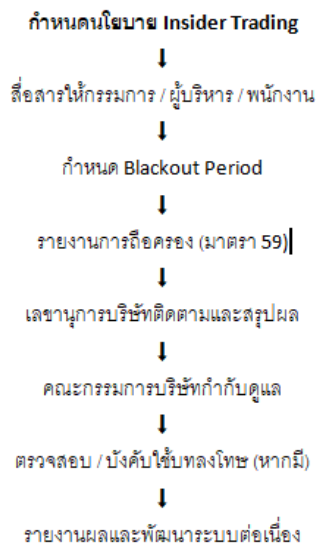 กำหนดนโยบาย Insider Trading
สื่อสารให้กรรมการ / ผู้บริหาร / พนักงาน
กำหนด Blackout Period
รายงานการถือครอง (มาตรา 59)
เลขานุการบริษัทติดตามและสรุปผล
คณะกรรมการบริษัทกำกับดูแล
ตรวจสอบ / บังคับใช้บทลงโทษ (หากมี)
รายงานผลและพัฒนาระบบต่อเนื่อง